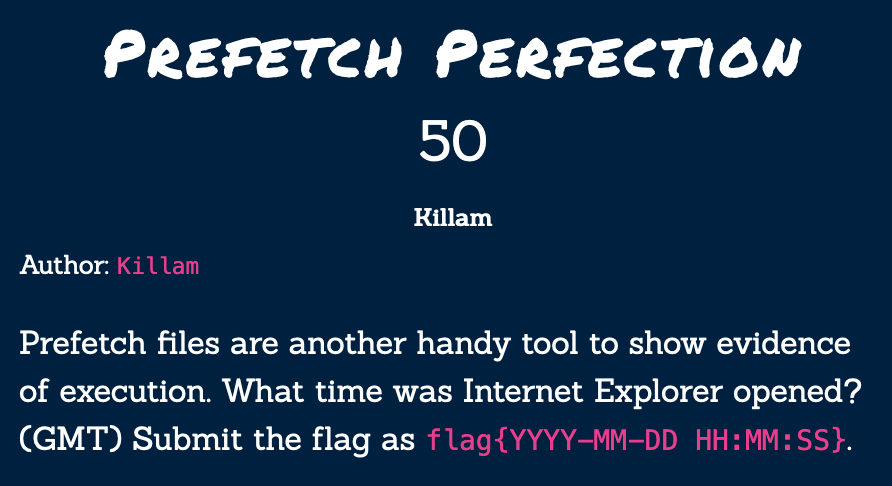 Prefetch Perfection
50
Killam
Author: Killam
Prefetch files are another handy tool to show evidence
of execution. What time was Internet Explorer opened?
(GMT) Submit the flag as flag{YYYY-MM-DD HH:MM:SS}.